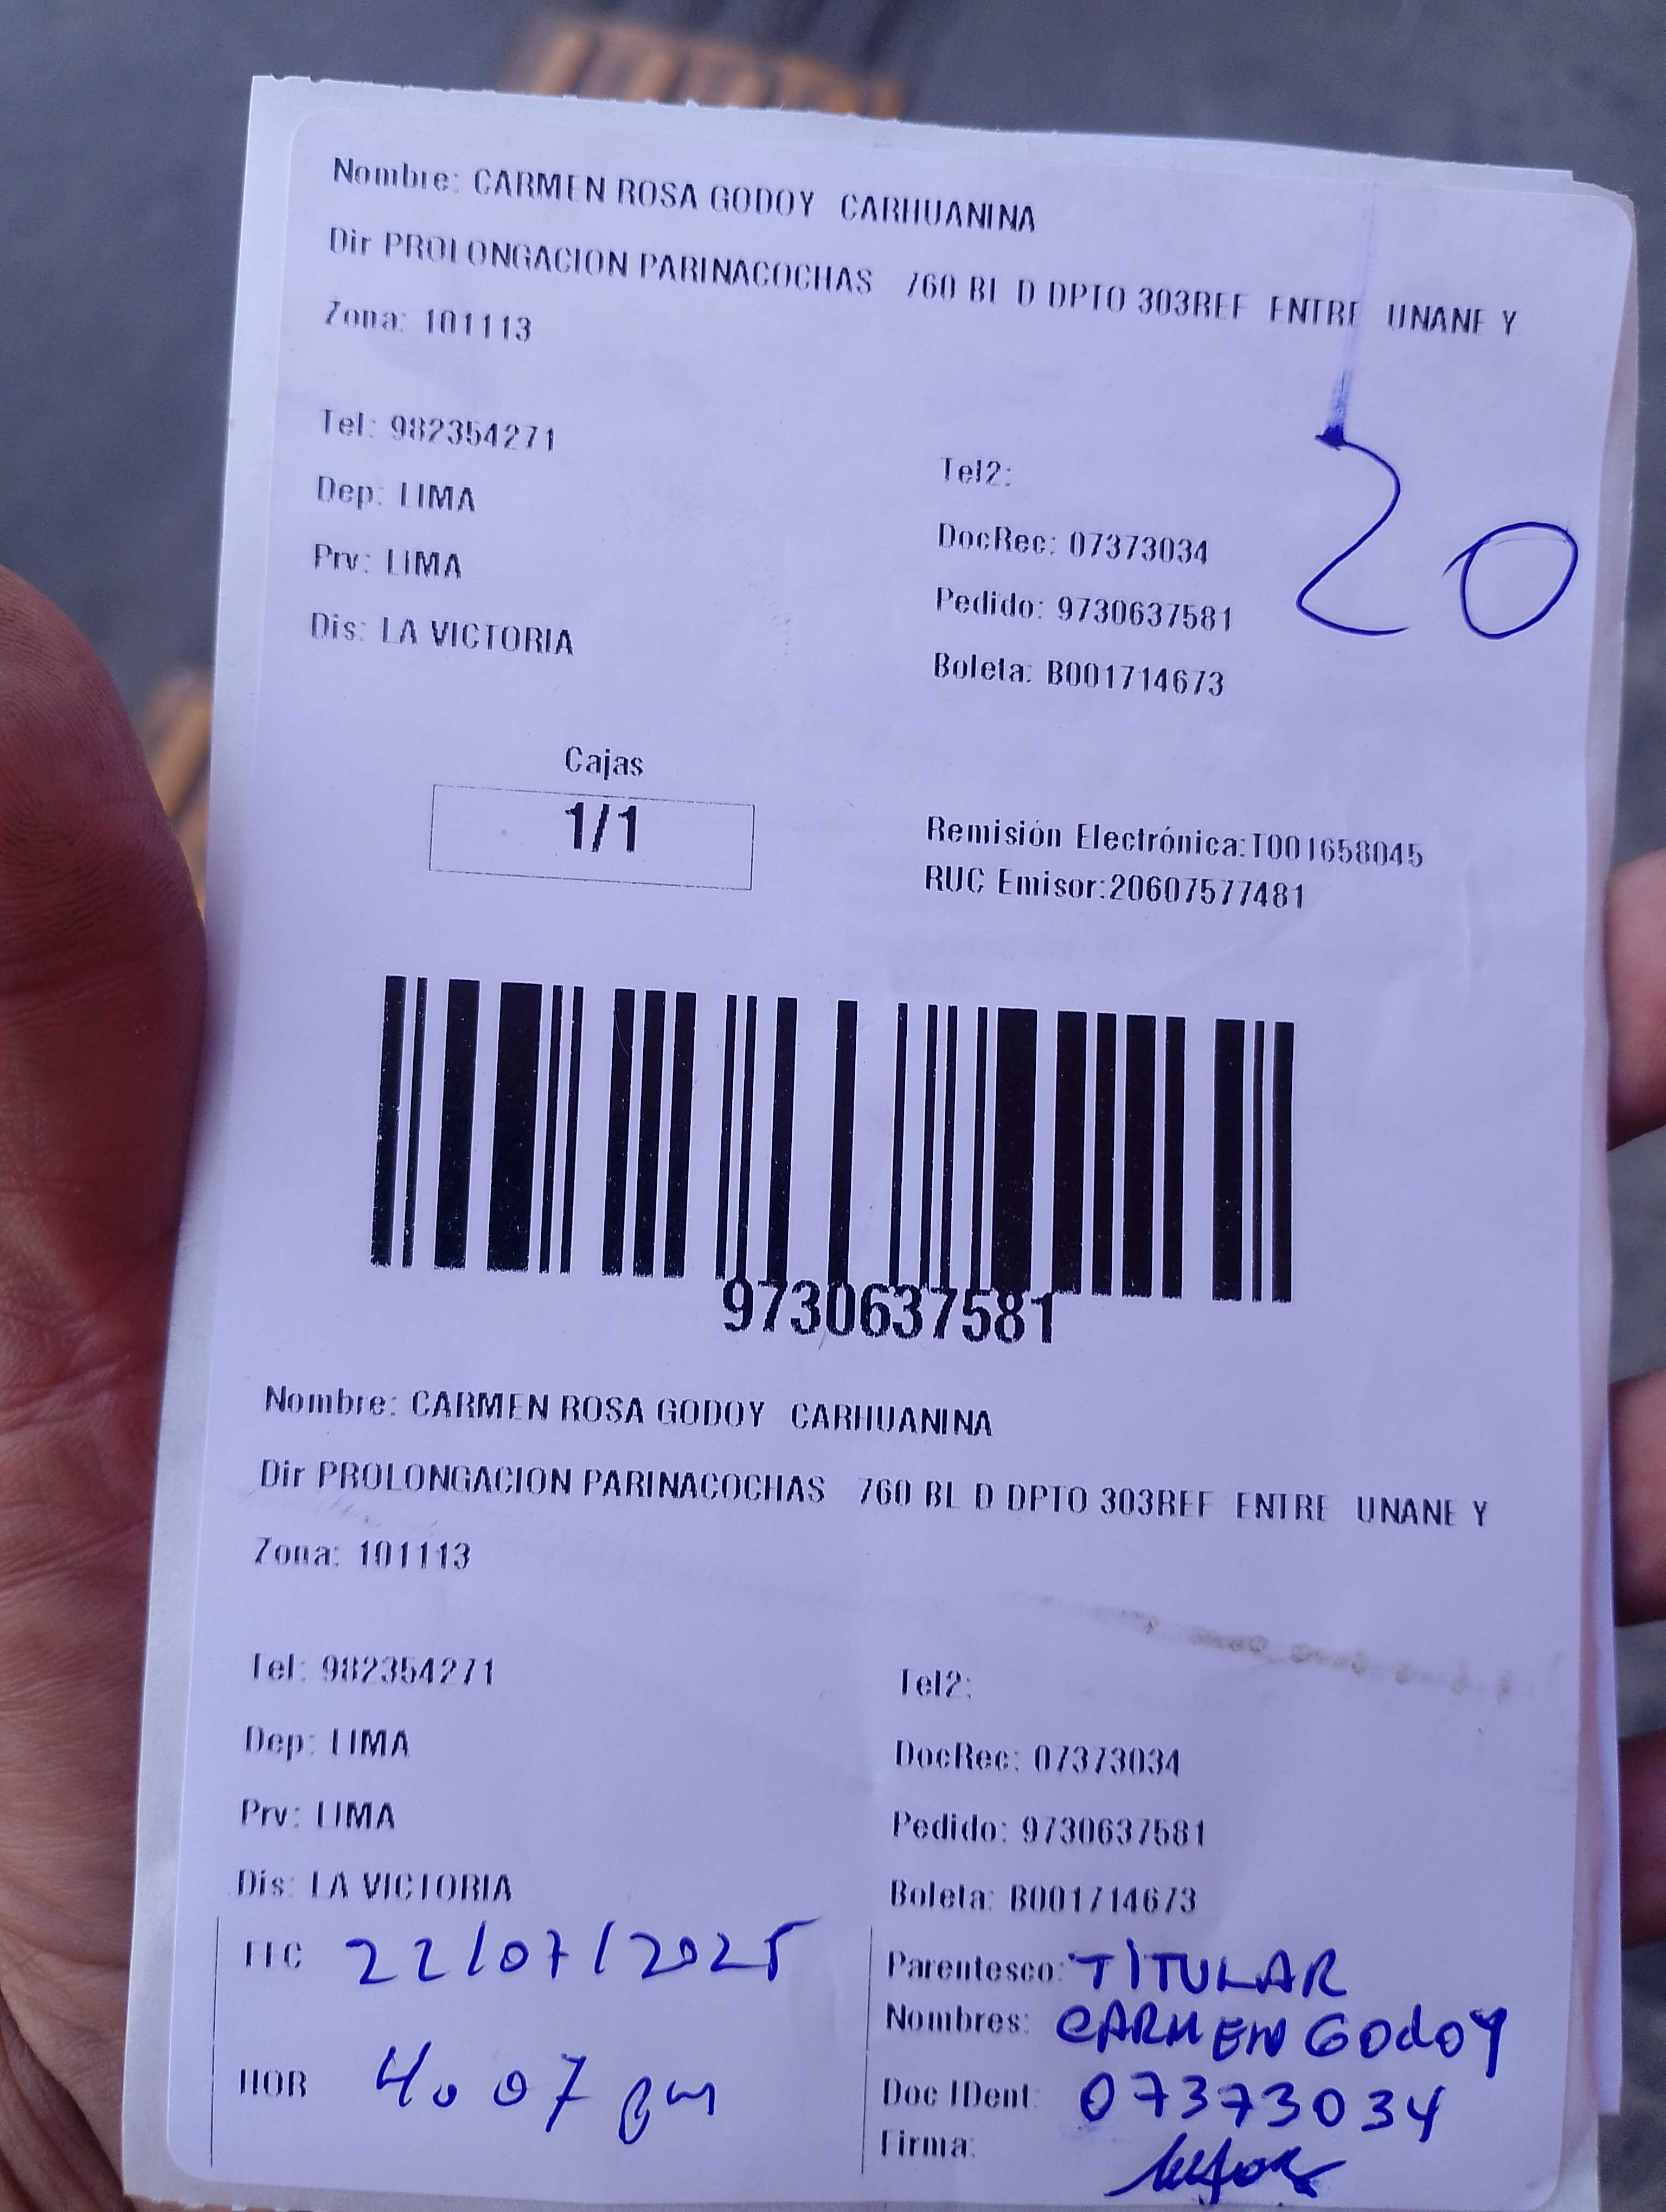 Nombre: CARMEN ROSA GODOY CARHUANINA
Dir PROLONGACION PARINACOCHAS 760 BL D DPTO 303REF ENTRE UNANE Y
Zona: 101113
20
Tel: 982354271
Tel2:
Dep: LIMA
DocRec: 07373034
Prv: LIMA
Pedido: 9730637581
Dis: LA VICTORIA
Boleta: B001714673
Cajas
1/1
Remisión Electrónica:T001658045
RUC Emisor:20607577481
9730637581
Nombre: CARMEN ROSA GODOY CARHUANINA
Dir PROLONGACION PARINACOCHAS 760 BL D DPTO 303REF ENTRE UNANE Y
Zona: 101113
Tel: 982354271
Tel2:
Dep: LIMA
DocRec: 07373034
Prv: LIMA
Pedido: 9730637581
Dis: LA VICTORIA
Boleta: B001714673
FEC 22/07/2025
Parentesco: TITULAR
Nombres: CARMEN GODOY
HOR 4:07 pm
Doc IDent: 07373034
Firma: